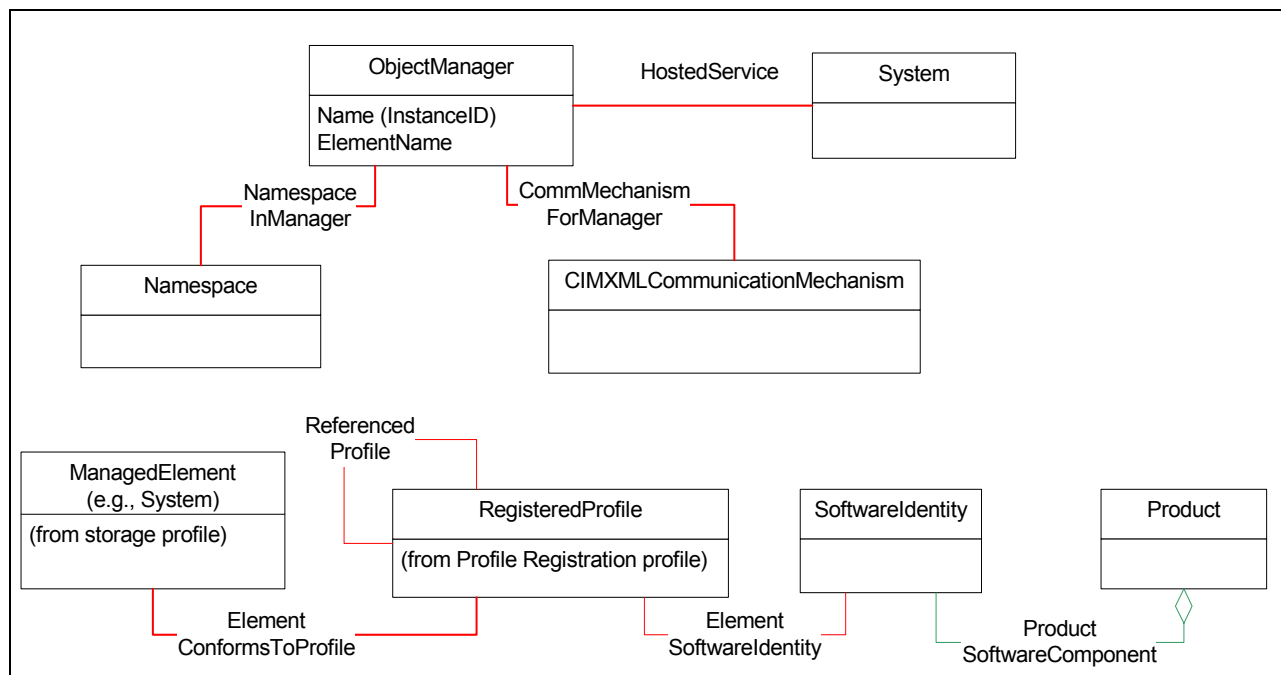 ObjectManager
Name (InstanceID)
ElementName
HostedService
System
Namespace
InManager
CommMechanism
ForManager
Namespace
CIMXMLCommunicationMechanism
Referenced
Profile
ManagedElement
(e.g., System)
(from storage profile)
RegisteredProfile
(from Profile Registration profile)
SoftwareIdentity
Product
Element
ConformsToProfile
Element
SoftwareIdentity
Product
SoftwareComponent